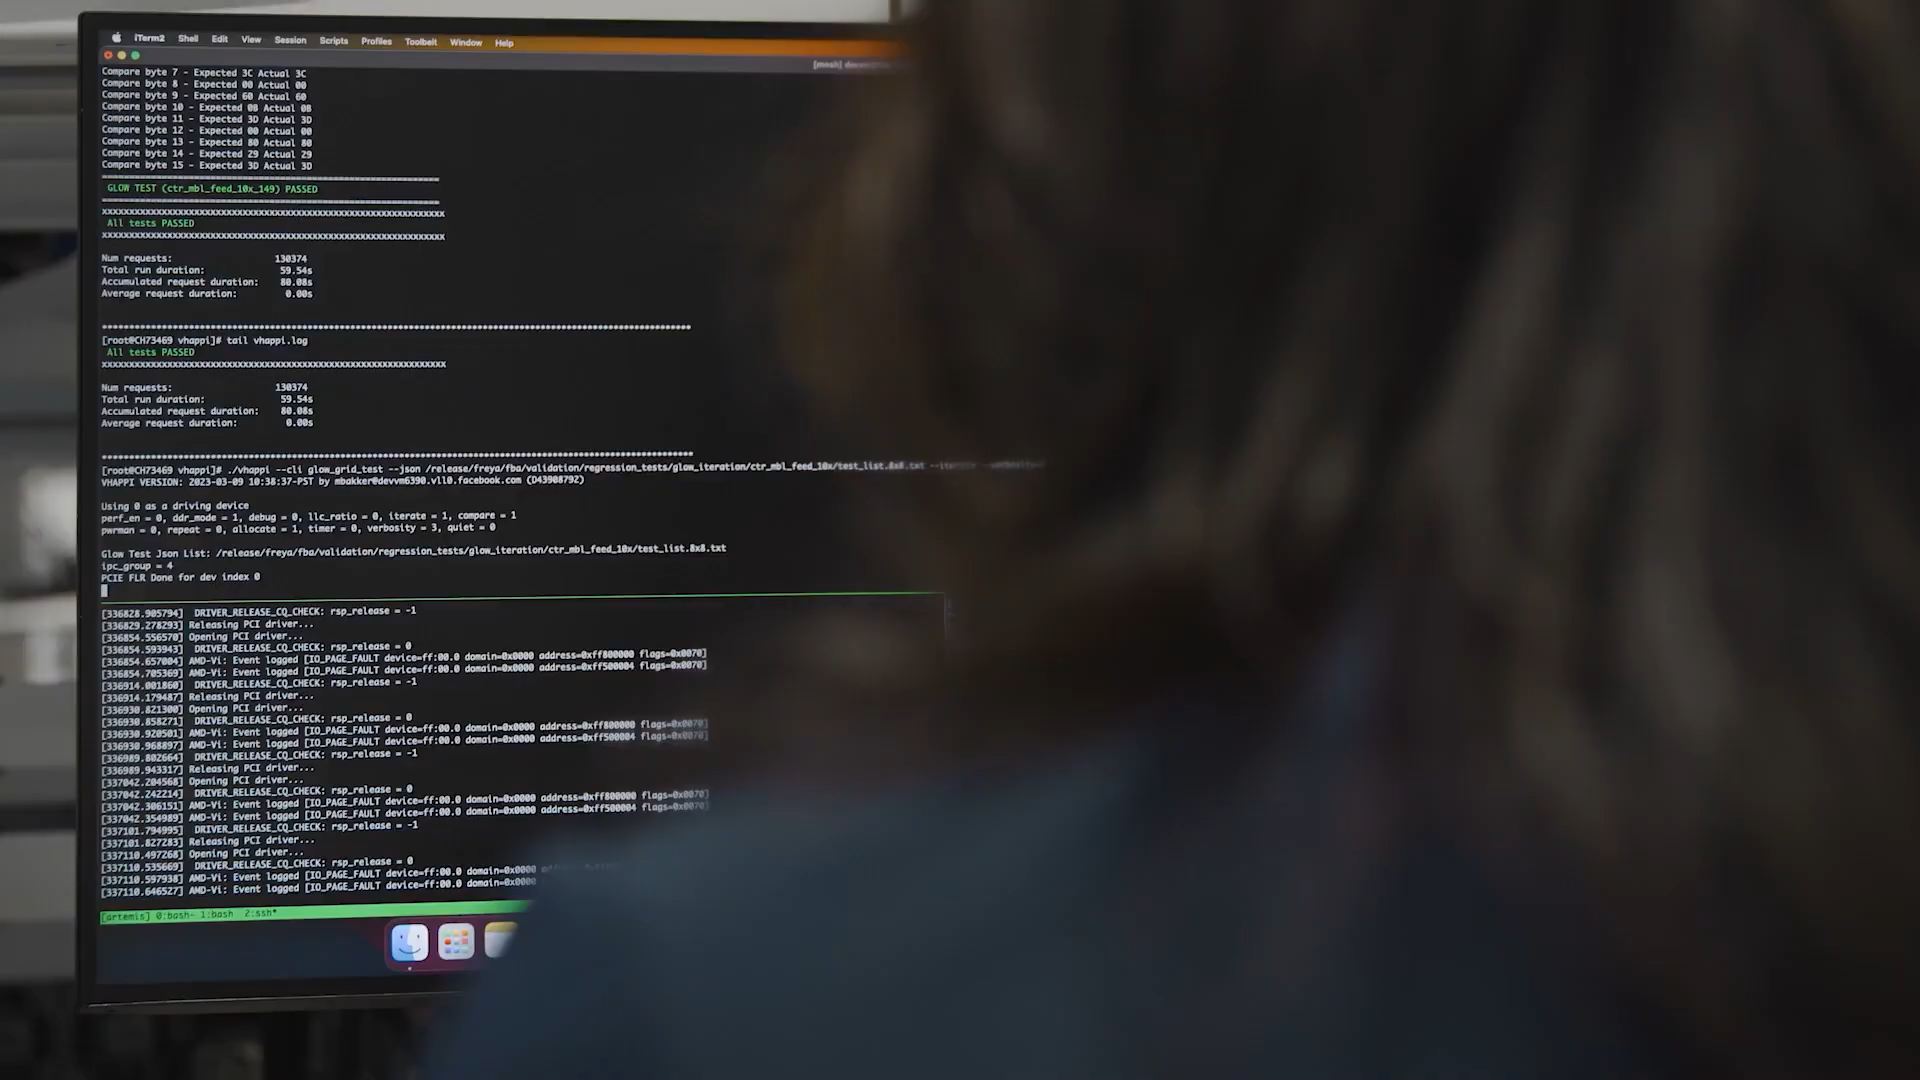 iTerm2 Shell Edit View Session Scripts Profiles Toolbelt Window Help
[mosh]
Compare byte 7 - Expected 3C Actual 3C
Compare byte 8 - Expected 00 Actual 00
Compare byte 9 - Expected 60 Actual 60
Compare byte 10 - Expected 0B Actual 0B
Compare byte 11 - Expected 3D Actual 3D
Compare byte 12 - Expected 00 Actual 00
Compare byte 13 - Expected 80 Actual 80
Compare byte 14 - Expected 29 Actual 29
Compare byte 15 - Expected 3D Actual 3D
GLOW TEST (ctr_mbl_feed_10x_149) PASSED
All tests PASSED
Num requests: 130374
Total run duration: 59.54s
Accumulated request duration: 80.08s
Average request duration: 0.00s
[root@CH73469 vhappi]# tail vhappi.log
All tests PASSED
Num requests: 130374
Total run duration: 59.54s
Accumulated request duration: 80.08s
Average request duration: 0.00s
[root@CH73469 vhappi]# ./vhappi --cli glow_grid_test --json /release/freya/fba/validation/regression_tests/glow_iteration/ctr_mbl_feed_10x/test_list.8x8.txt
VHAPPI VERSION: 2023-03-09 10:38:37-PST by mbakker@devvm6390.vll0.facebook.com (D43908792)
Using 0 as a driving device
perf_en = 0, ddr_mode = 1, debug = 0, llc_ratio = 0, iterate = 1, compare = 1
pwrman = 0, repeat = 0, allocate = 1, timer = 0, verbosity = 3, quiet = 0
Glow Test Json List: /release/freya/fba/validation/regression_tests/glow_iteration/ctr_mbl_feed_10x/test_list.8x8.txt
ipc_group = 4
PCIE FLR Done for dev index 0
[336828.905794] DRIVER_RELEASE_CQ_CHECK: rsp_release = -1
[336829.278293] Releasing PCI driver...
[336854.556570] Opening PCI driver...
[336854.593943] DRIVER_RELEASE_CQ_CHECK: rsp_release = 0
[336854.657004] AMD-Vi: Event logged [IO_PAGE_FAULT device=ff:00.0 domain=0x0000 address=0xff800000 flags=0x0070]
[336854.705369] AMD-Vi: Event logged [IO_PAGE_FAULT device=ff:00.0 domain=0x0000 address=0xff500004 flags=0x0070]
[336914.001860] DRIVER_RELEASE_CQ_CHECK: rsp_release = -1
[336914.179487] Releasing PCI driver...
[336930.821300] Opening PCI driver...
[336930.858271] DRIVER_RELEASE_CQ_CHECK: rsp_release = 0
[336930.920501] AMD-Vi: Event logged [IO_PAGE_FAULT device=ff:00.0 domain=0x0000 address=0xff800000 flags=0x0070]
[336930.968897] AMD-Vi: Event logged [IO_PAGE_FAULT device=ff:00.0 domain=0x0000 address=0xff500004 flags=0x0070]
[336989.802664] DRIVER_RELEASE_CQ_CHECK: rsp_release = -1
[336989.943317] Releasing PCI driver...
[337042.204568] Opening PCI driver...
[337042.242214] DRIVER_RELEASE_CQ_CHECK: rsp_release = 0
[337042.306151] AMD-Vi: Event logged [IO_PAGE_FAULT device=ff:00.0 domain=0x0000 address=0xff800000 flags=0x0070]
[337042.354989] AMD-Vi: Event logged [IO_PAGE_FAULT device=ff:00.0 domain=0x0000 address=0xff500004 flags=0x0070]
[337101.794995] DRIVER_RELEASE_CQ_CHECK: rsp_release = -1
[337101.827283] Releasing PCI driver...
[337110.497268] Opening PCI driver...
[337110.535669] DRIVER_RELEASE_CQ_CHECK: rsp_release = 0
[337110.597938] AMD-Vi: Event logged [IO_PAGE_FAULT device=ff:00.0 domain=0x0000
[337110.646527] AMD-Vi: Event logged [IO_PAGE_FAULT device=ff:00.0 domain=0x0000
[artemis] 0:bash- 1:bash 2:ssh*